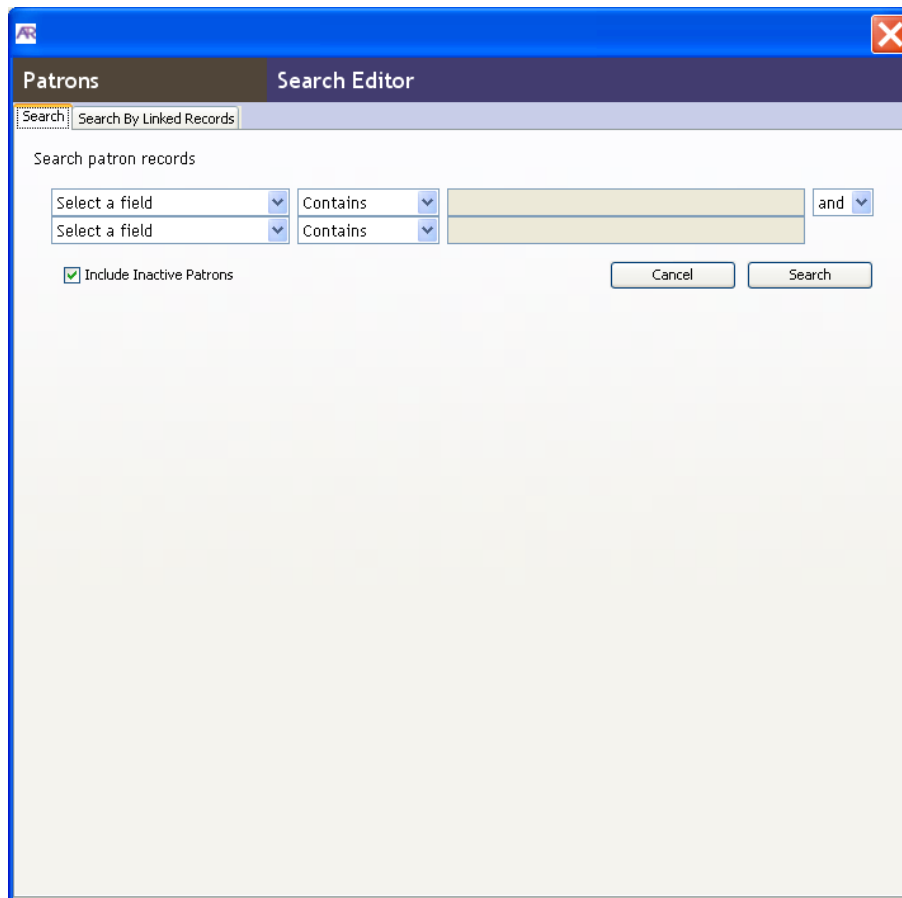 AR
Patrons Search Editor
Search Search By Linked Records
Search patron records
Select a field Contains and
Select a field Contains
Include Inactive Patrons Cancel Search